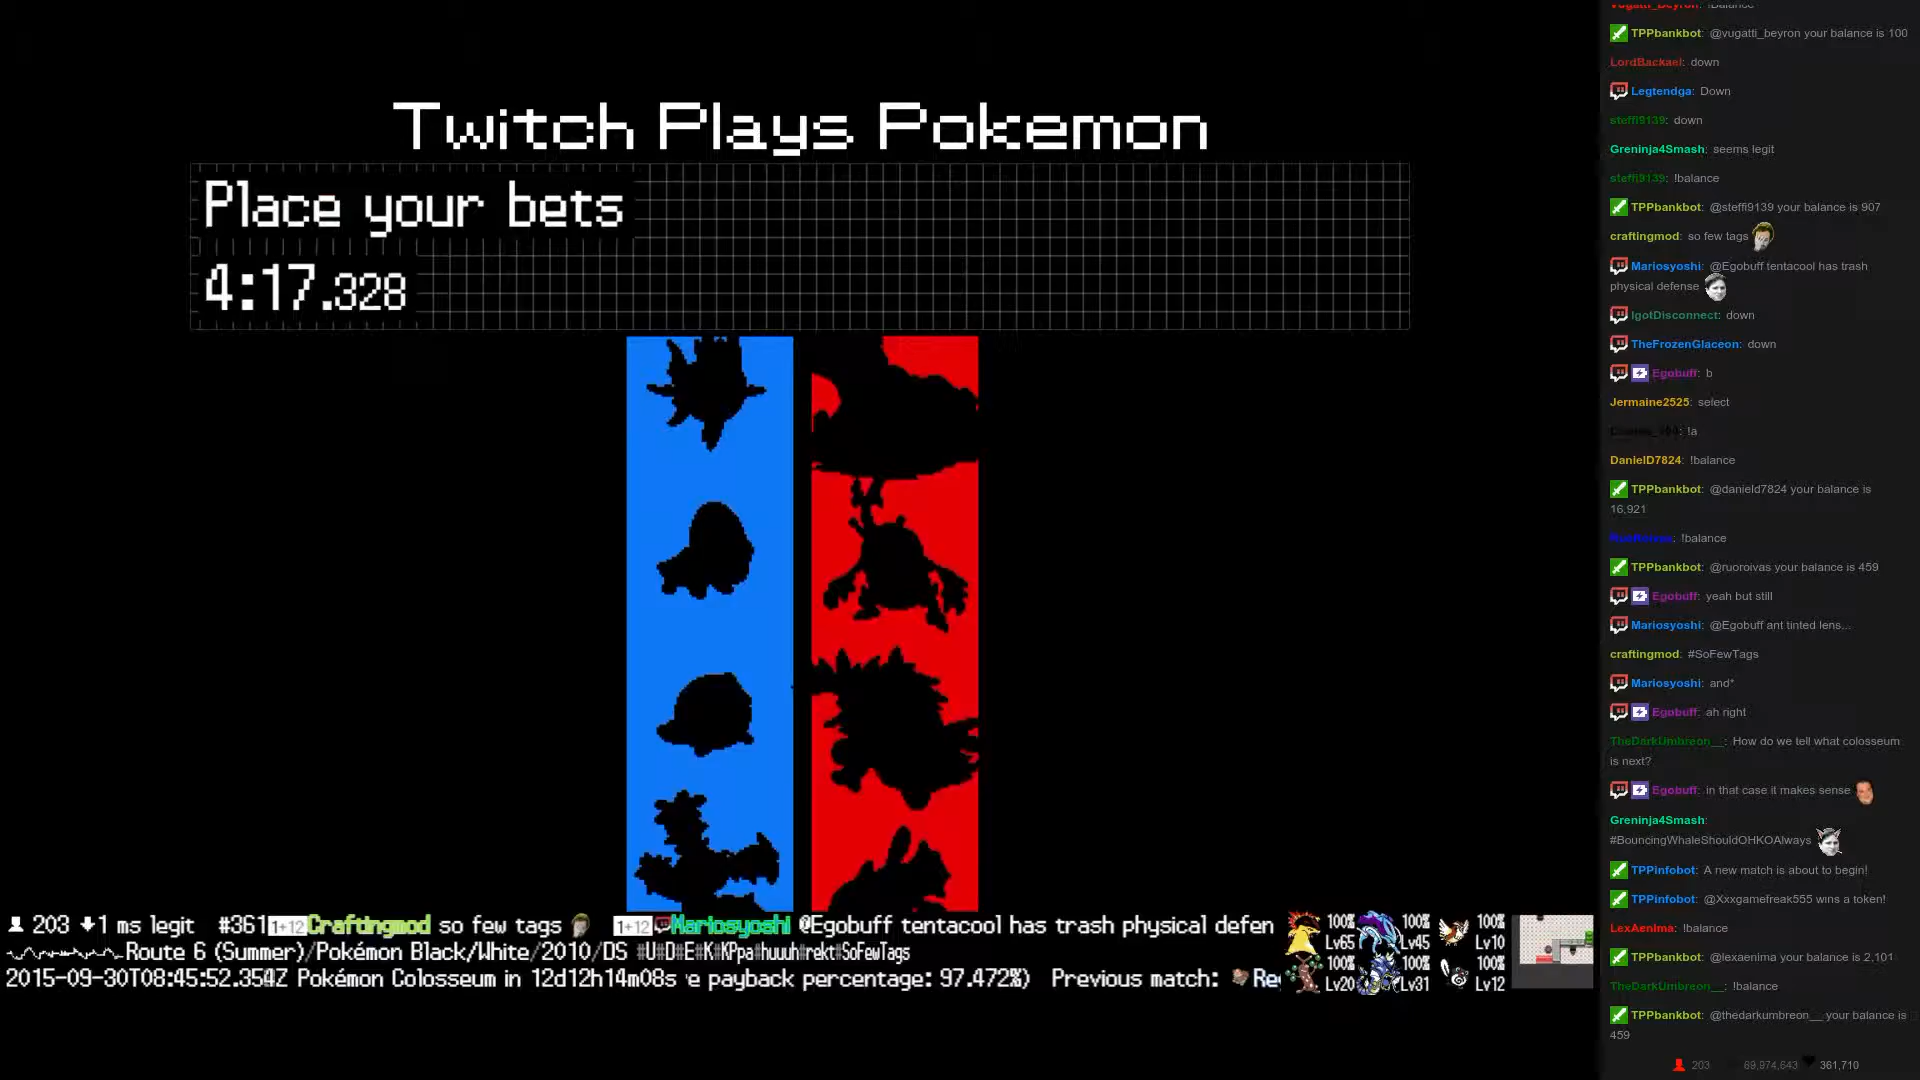 Twitch Plays Pokemon
Place your bets
4:17.328
203 1 ms legit #361 1+12 Craftingmod so few tags 1+12 Mariosyoshi @Egobuff tentacool has trash physical defen
Route 6 (Summer)/Pokémon Black/White/2010/DS #U#D#E#K#KPpa#huuuh#rekt#SoFewTags
Pokémon Colosseum in 12d12h14m08s e payback percentage: 97.472%) Previous match: Re
100% Lv65 100% Lv45 100% Lv10
100% Lv20 100% Lv31 100% Lv12
Vugatti_Beyron: !Balance
TPPbankbot: @vugatti_beyron your balance is 100
LordBackael: down
Legtendga: Down
steffi9139: down
Greninja4Smash: seems legit
steffi9139: !balance
TPPbankbot: @steffi9139 your balance is 907
craftingmod: so few tags
Mariosyoshi: @Egobuff tentacool has trash
physical defense
IgotDisconnect: down
TheFrozenGlaceon: down
Egobuff: b
Jermaine2525: select
: !a
DanielD7824: !balance
TPPbankbot: @danield7824 your balance is
16,921
: !balance
TPPbankbot: @ruoroivas your balance is 459
Egobuff: yeah but still
Mariosyoshi: @Egobuff ant tinted lens...
craftingmod: #SoFewTags
Mariosyoshi: and*
Egobuff: ah right
TheDarkUmbreon__: How do we tell what colosseum
is next?
Egobuff: in that case it makes sense
Greninja4Smash:
#BouncingWhaleShouldOHKOAlways
TPPinfobot: A new match is about to begin!
TPPinfobot: @Xxxgamefreak555 wins a token!
LexAenima: !balance
TPPbankbot: @lexaenima your balance is 2,101
TheDarkUmbreon__: !balance
TPPbankbot: @thedarkumbreon__ your balance is
459
203 69,974,643 361,710